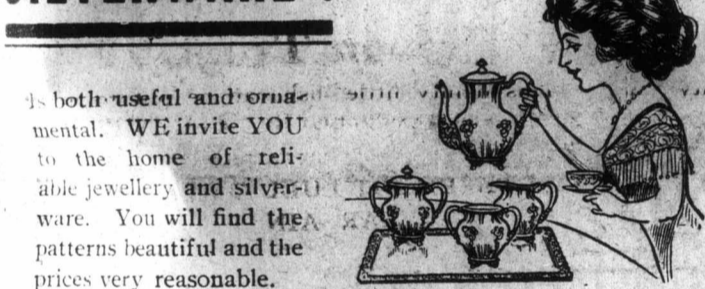 Is both useful and orna-
mental. WE invite YOU
to the home of reli-
able jewellery and silver-
ware. You will find the
patterns beautiful and the
prices very reasonable.